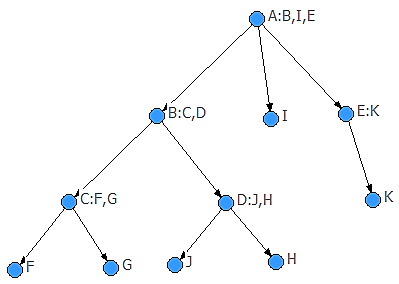 A:B,I,E
B:C,D
I
E:K
C:F,G
D:J,H
K
F
G
J
H